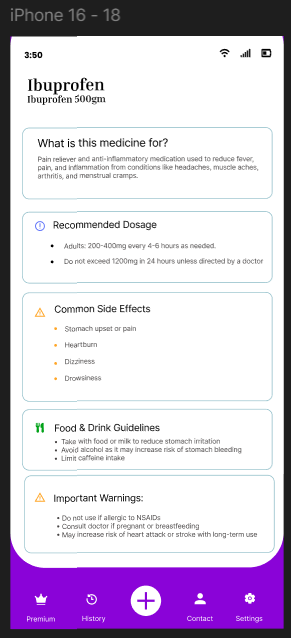 iPhone 16 - 18
3:50
Ibuprofen
Ibuprofen 500gm
What is this medicine for?
Pain reliever and anti-inflammatory medication used to reduce fever,
pain, and inflammation from conditions like headaches, muscle aches,
arthritis, and menstrual cramps.
Recommended Dosage
• Adults: 200-400mg every 4-6 hours as needed.
• Do not exceed 1200mg in 24 hours unless directed by a doctor
Common Side Effects
• Stomach upset or pain
• Heartburn
• Dizziness
• Drowsiness
Food & Drink Guidelines
• Take with food or milk to reduce stomach irritation
• Avoid alcohol as it may increase risk of stomach bleeding
• Limit caffeine intake
Important Warnings:
• Do not use if allergic to NSAIDs
• Consult doctor if pregnant or breastfeeding
• May increase risk of heart attack or stroke with long-term use
Premium
History
Contact
Settings